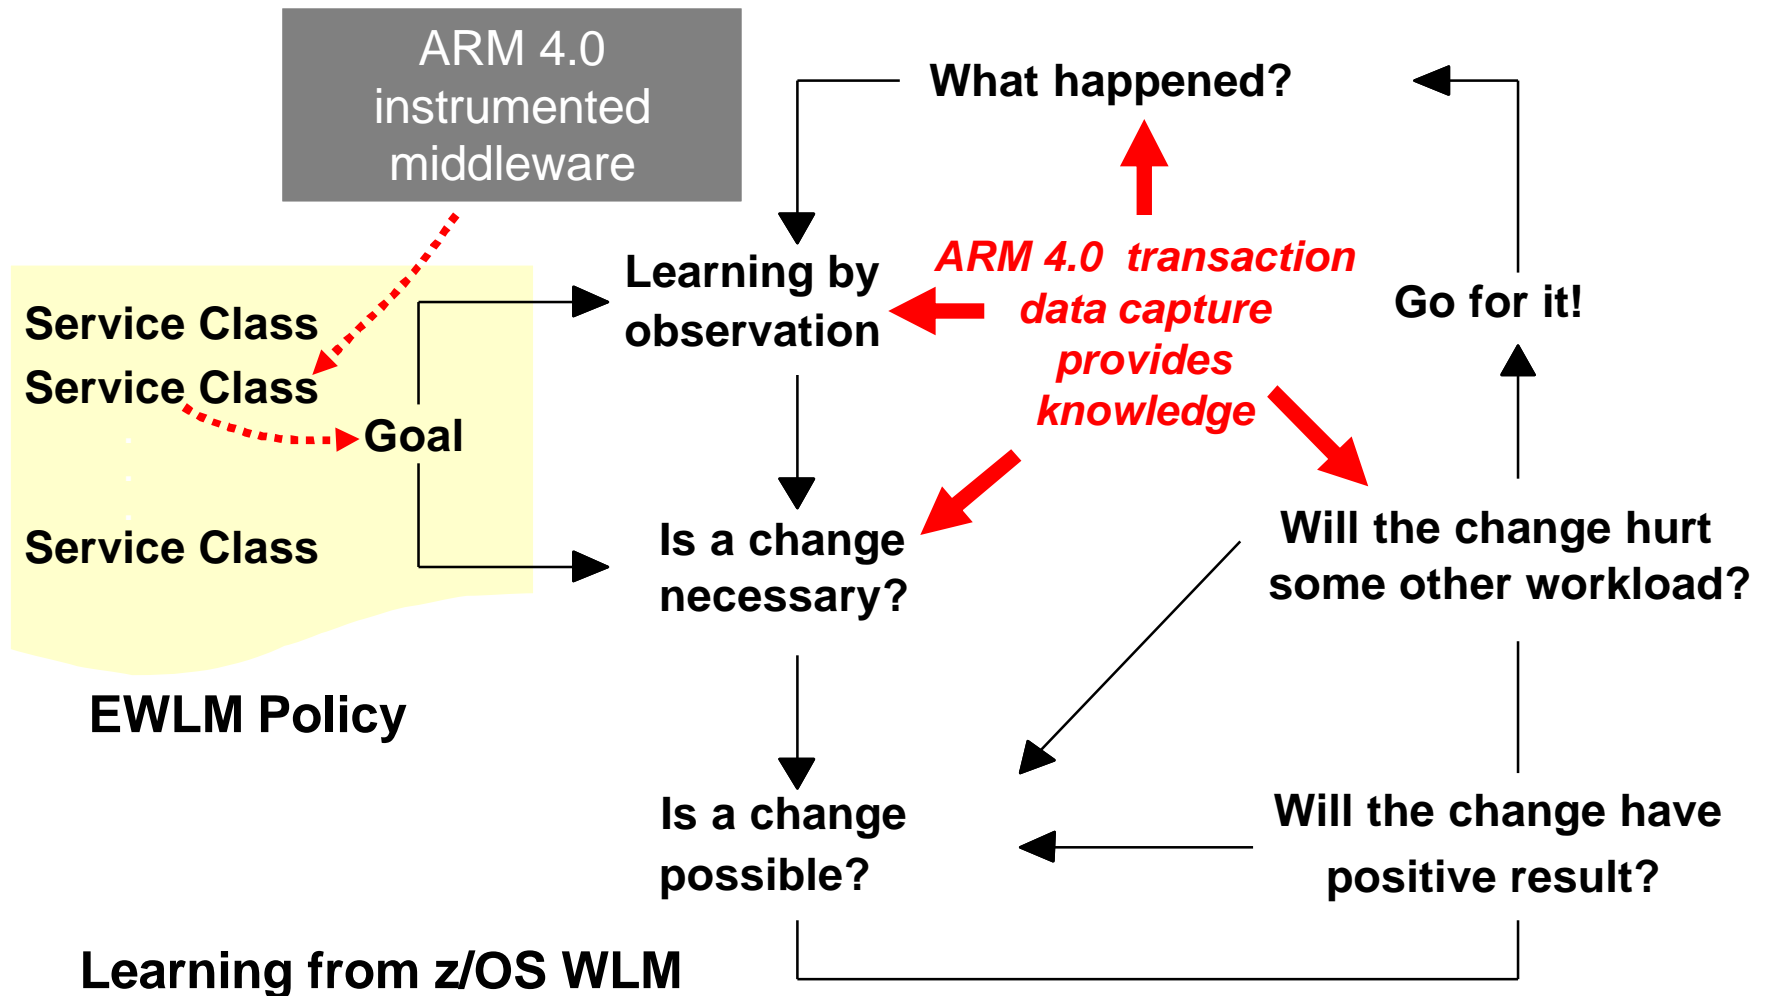 ARM 4.0
instrumented
middleware
What happened?
Learning by
observation
ARM 4.0 transaction
data capture
provides
knowledge
Go for it!
Service Class
Service Class
Goal
Service Class
Is a change
necessary?
Will the change hurt
some other workload?
EWLM Policy
Is a change
possible?
Will the change have
positive result?
Learning from z/OS WLM